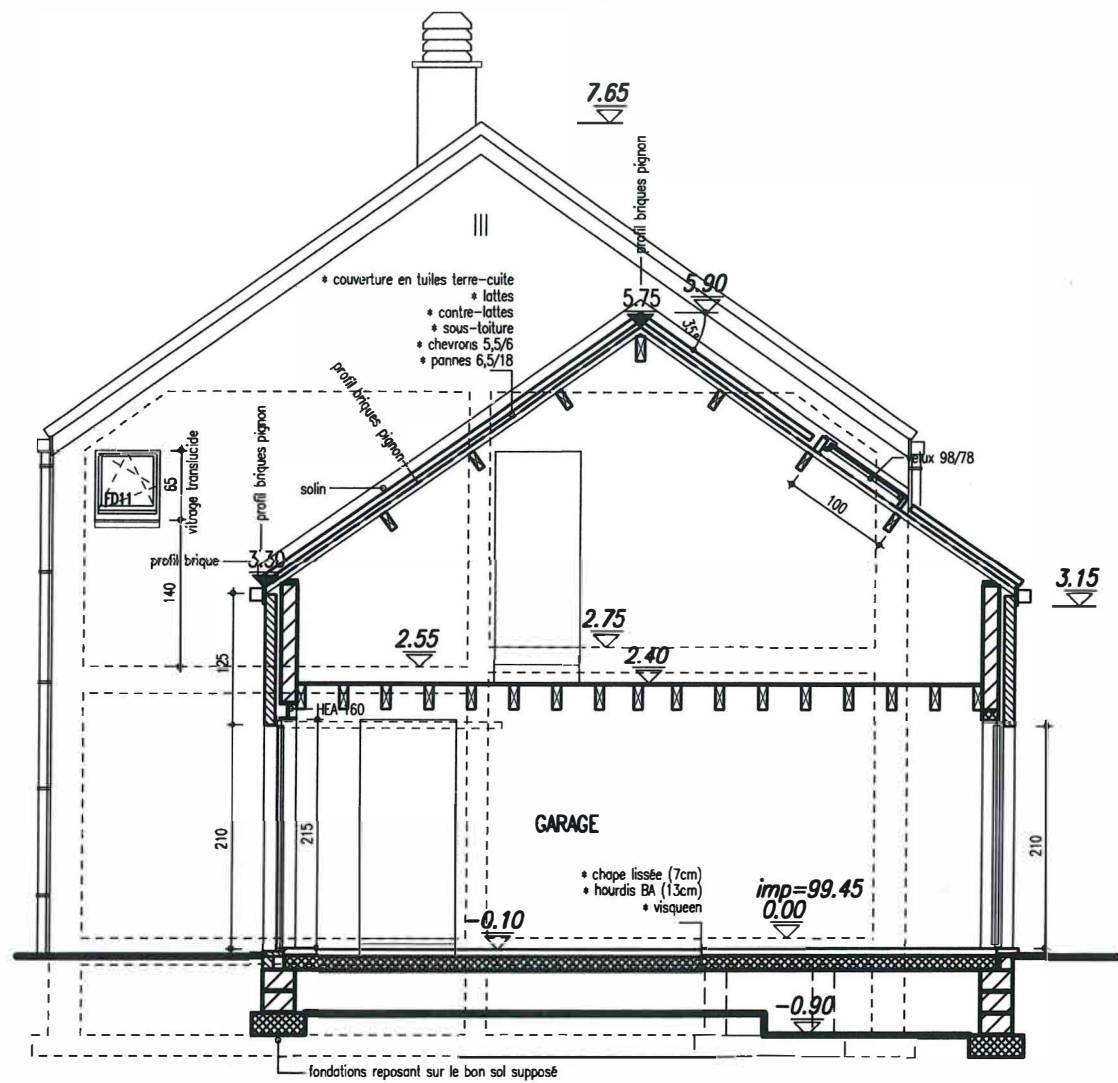 7.65
profil briques pignon
* couverture en tuiles terre-cuite
* lattes
* contre-lattes
* sous-toiture
* chevrons 5,5/6
* pannes 6,5/18
5.75
5.90
35°
profil briques pignon
profil briques pignon
solin
velux 98/78
100
FD11
65
vitrage translucide
140
profil brique
3.30
3.15
125
2.55
2.75
2.40
HEA 160
210
215
GARAGE
210
* chape lissée (7cm)
* hourdis BA (13cm)
* visqueen
imp=99.45
0.00
-0.10
-0.90
fondations reposant sur le bon sol supposé